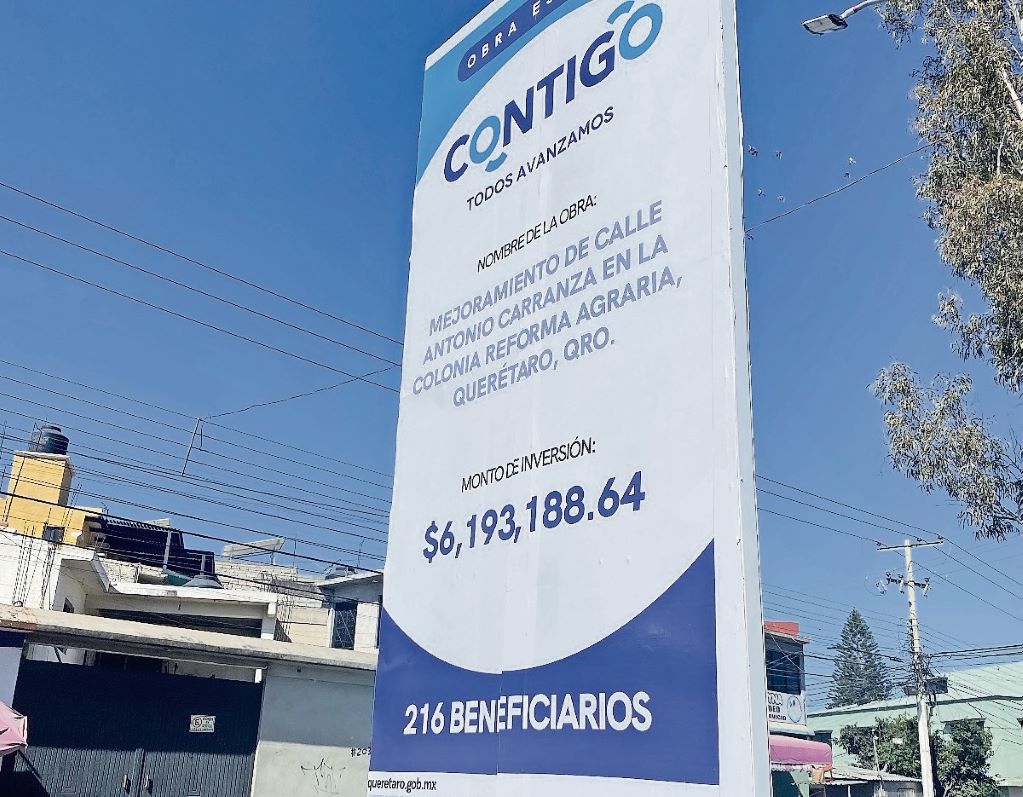 OBRA
CONTIGO
TODOS AVANZAMOS
NOMBRE DE LA OBRA:
MEJORAMIENTO DE CALLE
ANTONIO CARRANZA EN LA
COLONIA REFORMA AGRARIA,
QUERÉTARO, QRO.
MONTO DE INVERSIÓN:
$6,193,188.64
216 BENEFICIARIOS
queretaro.gob.mx